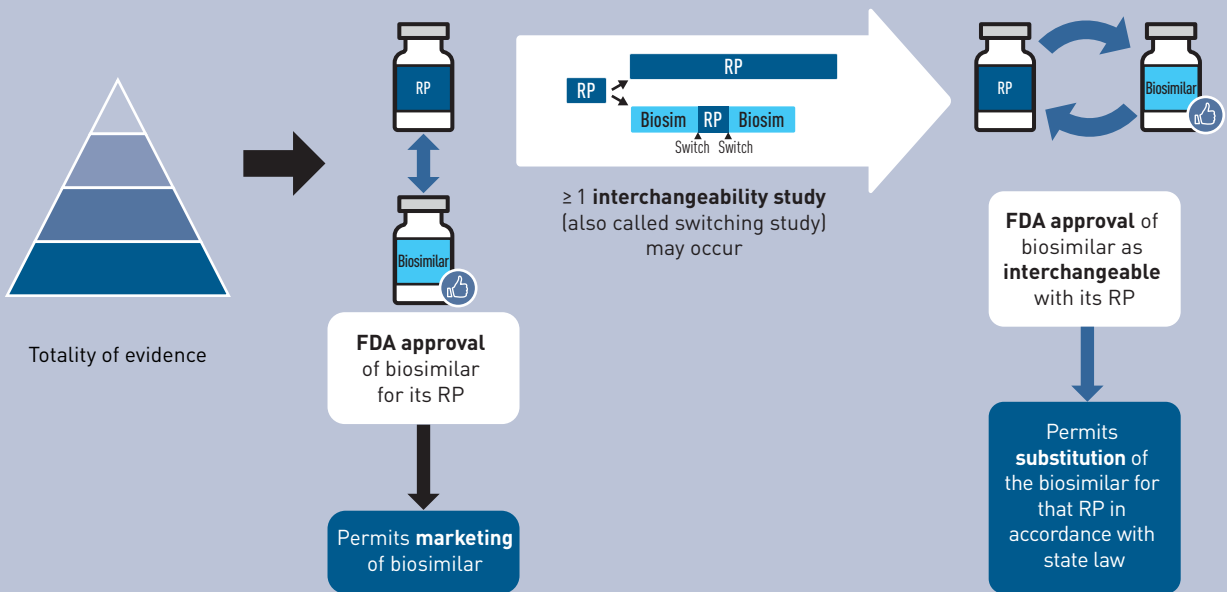 Totality of evidence
RP
Biosimilar
FDA approval
of biosimilar
for its RP
Permits marketing
of biosimilar
RP
RP
Biosim RP Biosim
Switch Switch
≥ 1 interchangeability study
(also called switching study)
may occur
RP
Biosimilar
FDA approval of
biosimilar as
interchangeable
with its RP
Permits
substitution of
the biosimilar for
that RP in
accordance with
state law